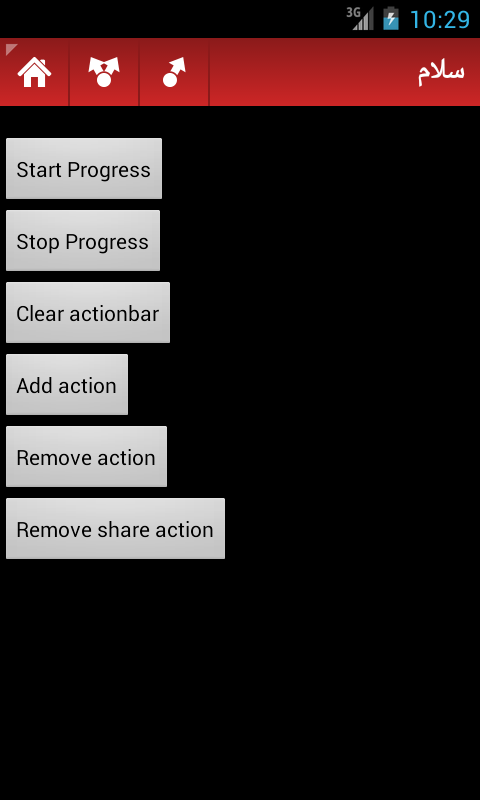 3G 10:29
سلام
Start Progress
Stop Progress
Clear actionbar
Add action
Remove action
Remove share action